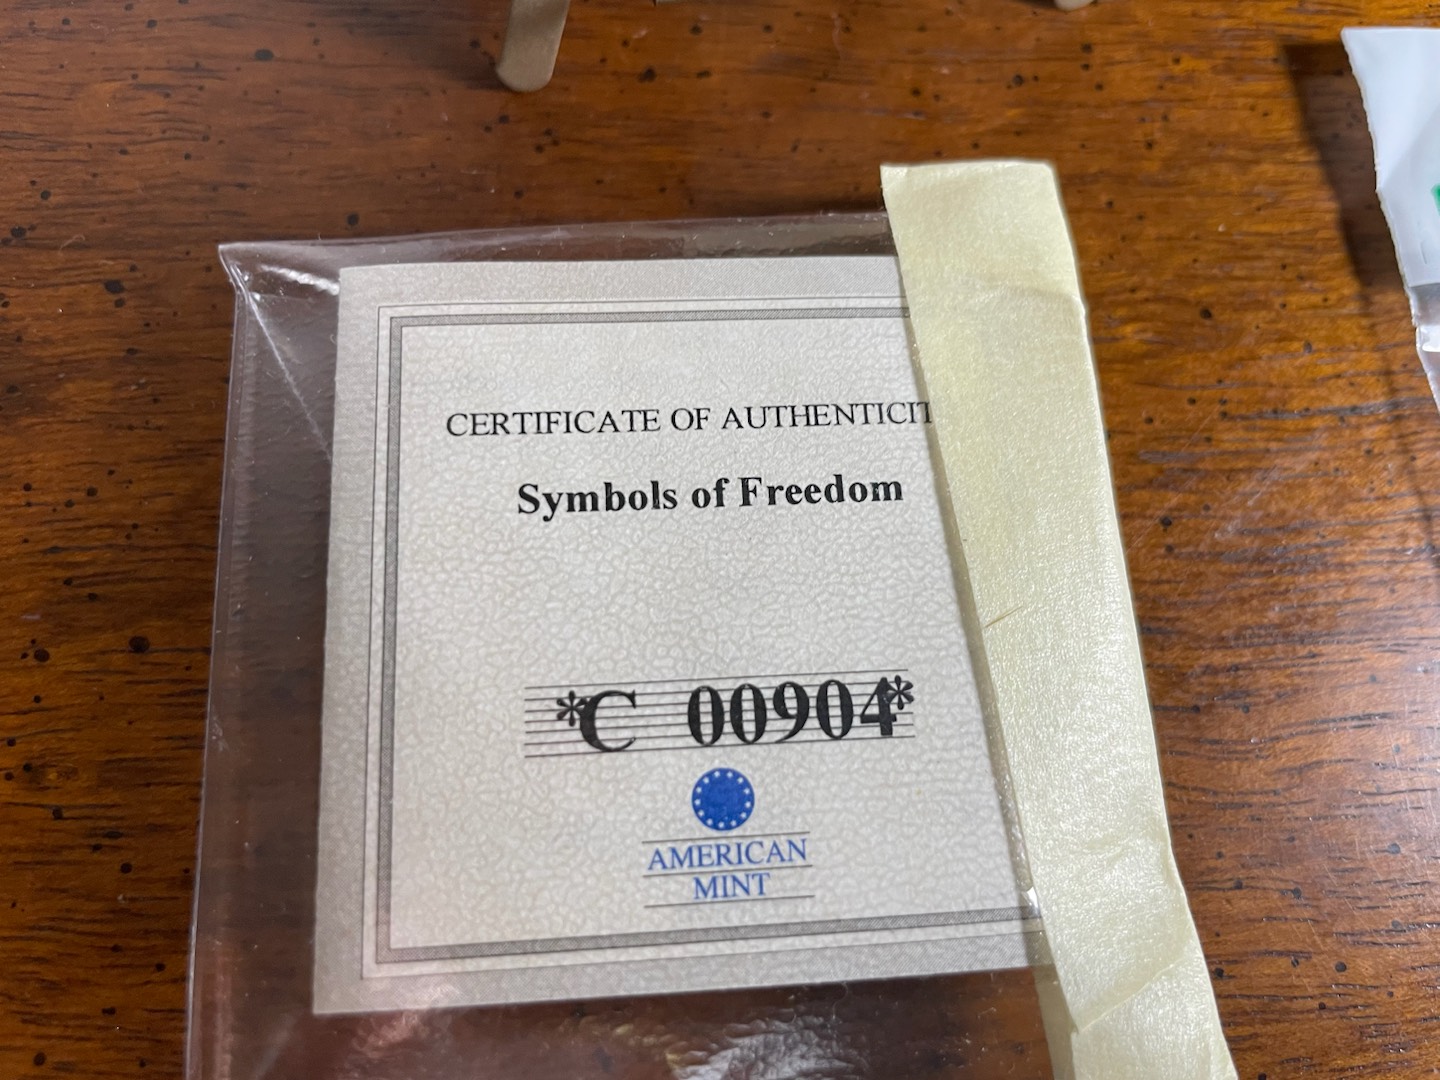 CERTIFICATE OF AUTHENTICIT
Symbols of Freedom
*C 00904*
AMERICAN
MINT